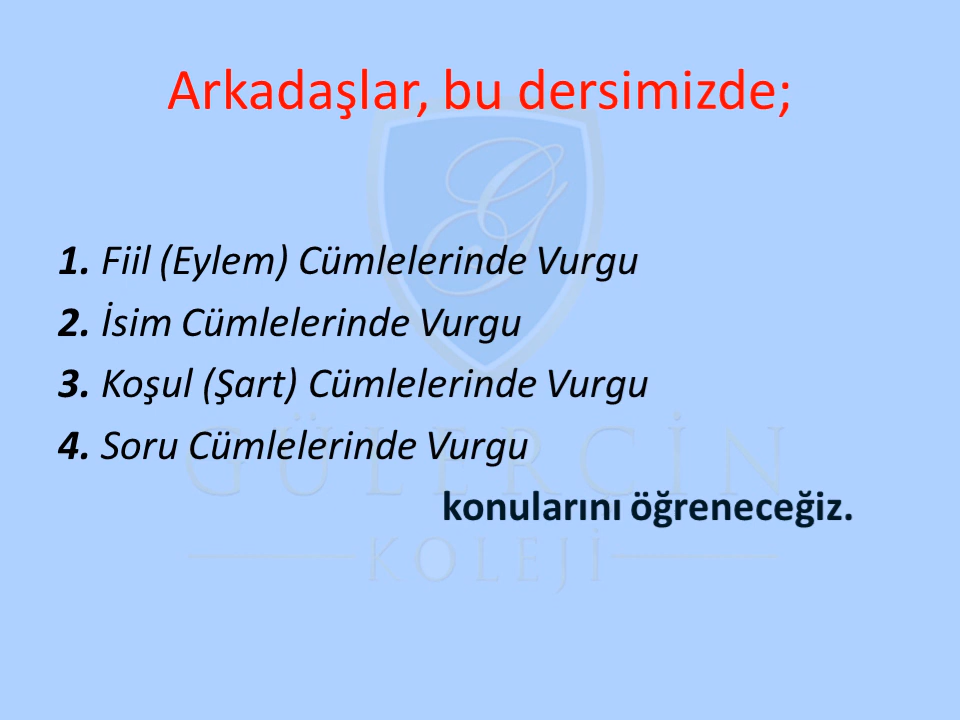 Arkadaşlar, bu dersimizde;
1. Fiil (Eylem) Cümlelerinde Vurgu
2. İsim Cümlelerinde Vurgu
3. Koşul (Şart) Cümlelerinde Vurgu
4. Soru Cümlelerinde Vurgu
GÜLERCİN
konularını öğreneceğiz.
KOLEJİ